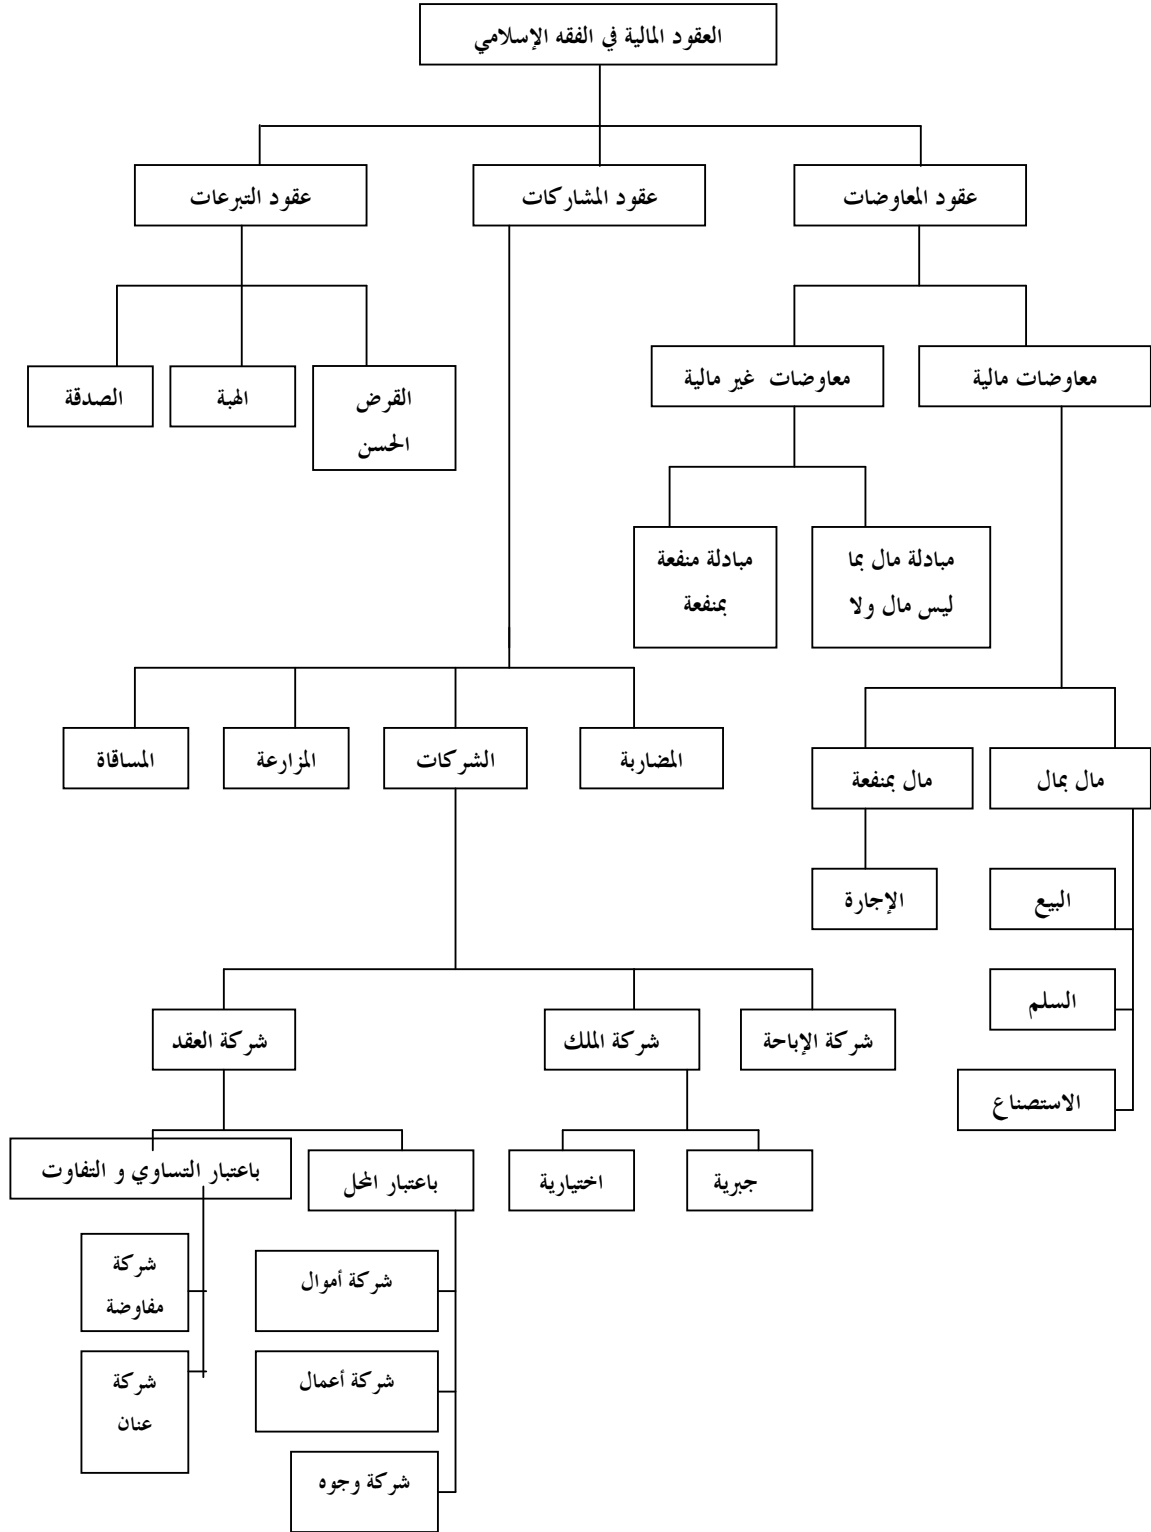 العقود المالية في الفقه الإسلامي
عقود المعاوضات
عقود المشاركات
عقود التبرعات
معاوضات مالية
معاوضات غير مالية
القرض
الحسن
الهبة
الصدقة
مبادلة مال بما
ليس مال ولا
مبادلة منفعة
بمنفعة
المضاربة
الشركات
المزارعة
المساقاة
مال بمال
مال بمنفعة
البيع
الإجارة
السلم
الاستصناع
شركة الإباحة
شركة الملك
شركة العقد
جبرية
اختيارية
باعتبار المحل
باعتبار التساوي و التفاوت
شركة أموال
شركة
مفاوضة
شركة أعمال
شركة
عنان
شركة وجوه